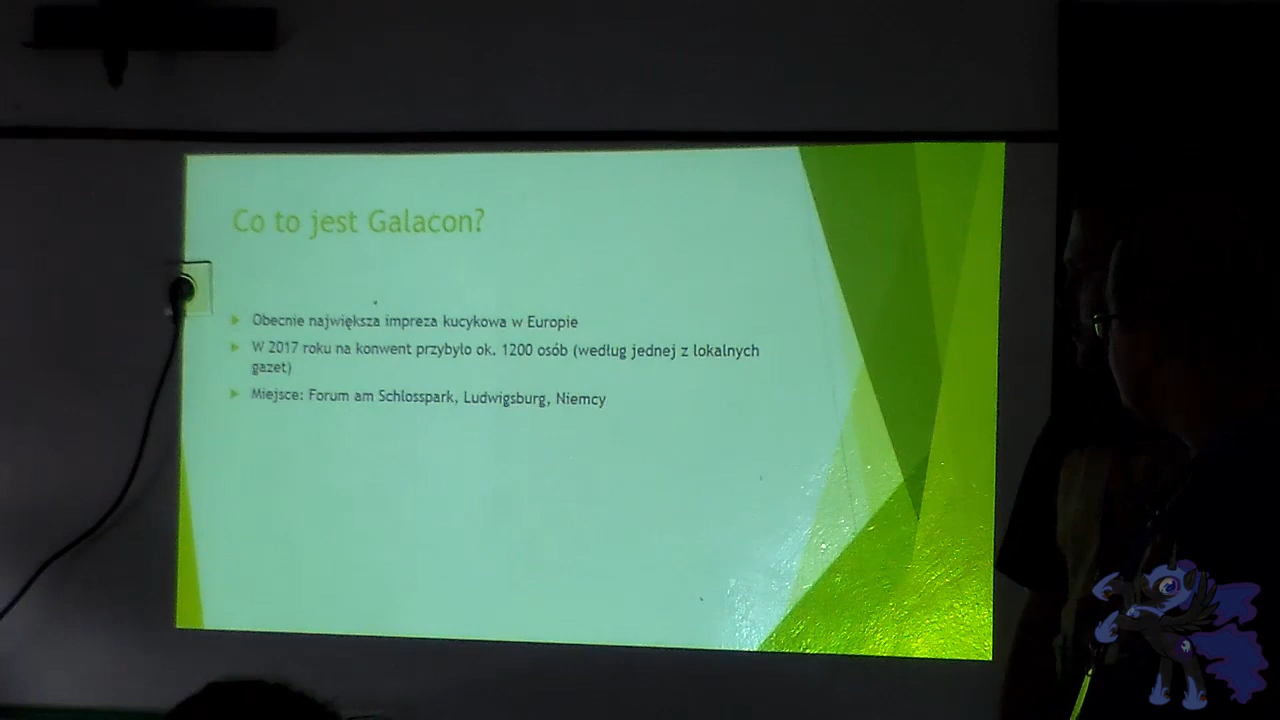 Co to jest Galacon?
Obecnie największa impreza kucykowa w Europie
W 2017 roku na konwent przybyło ok. 1200 osób (według jednej z lokalnych
gazet)
Miejsce: Forum am Schlosspark, Ludwigsburg, Niemcy